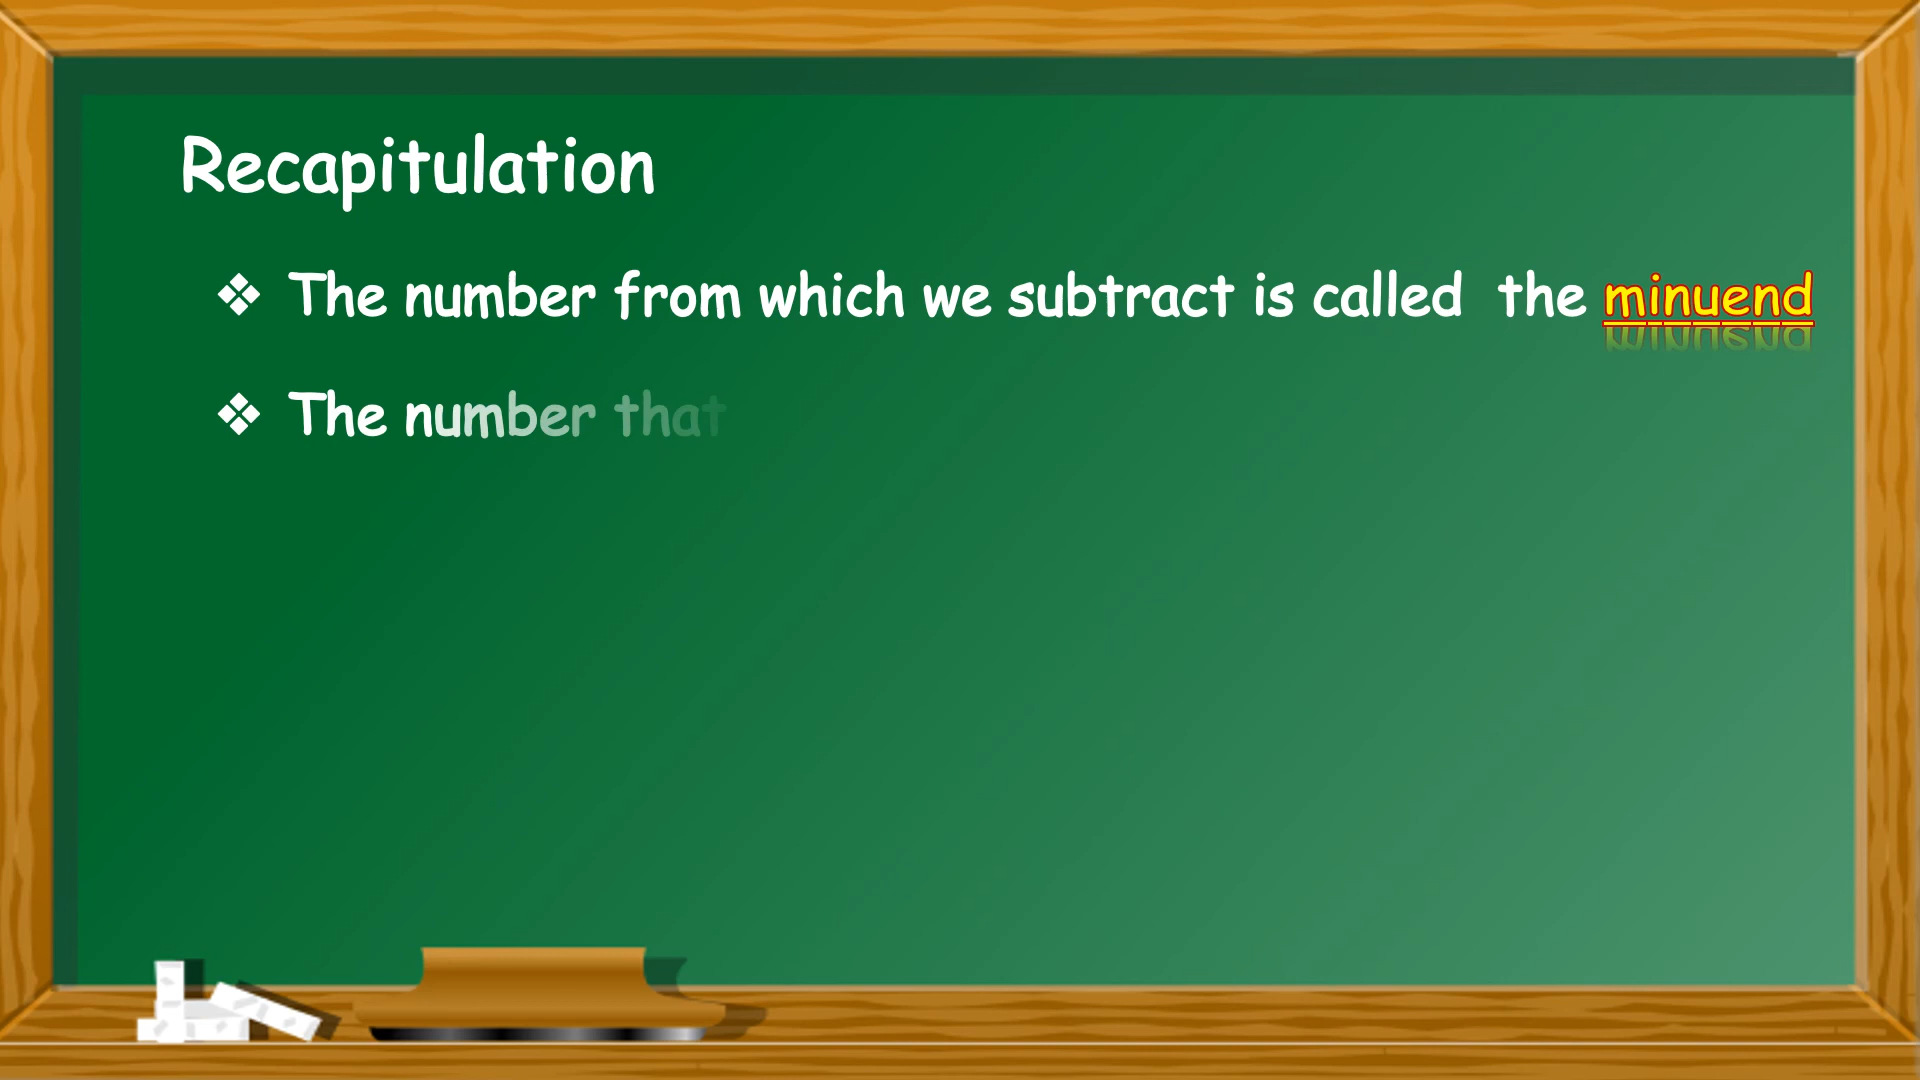 Recapitulation
❖ The number from which we subtract is called the minuend
❖ The number that